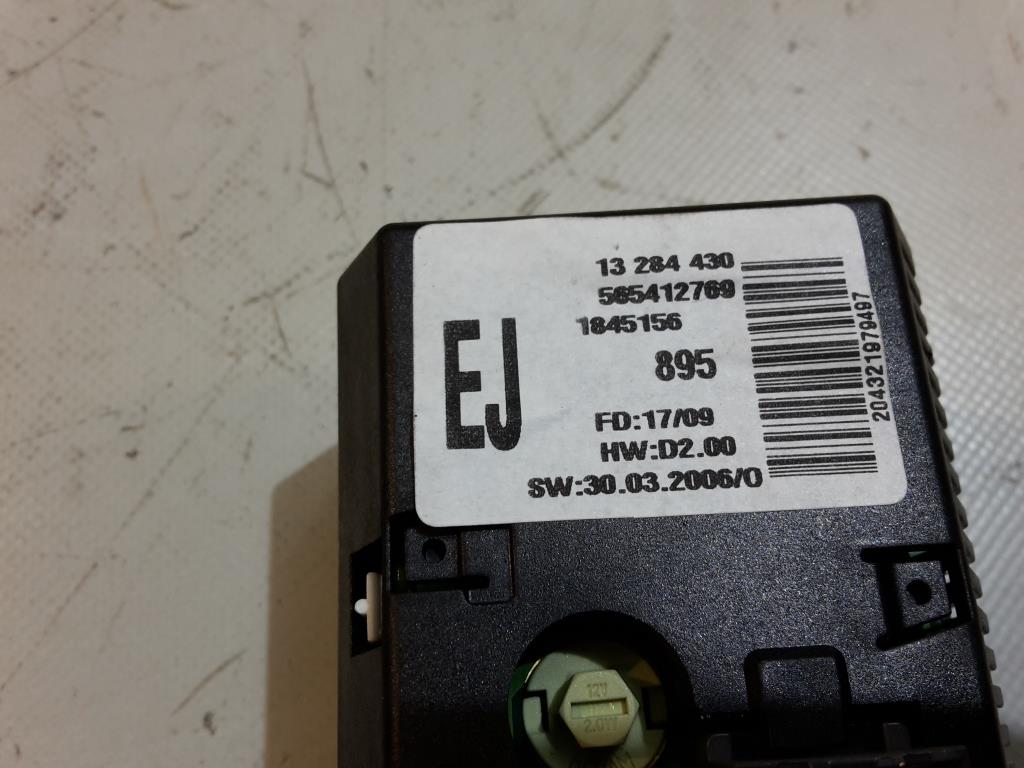 13 284 430
565412769
1845156
EJ
895
FD:17/09
HW:D2.00
SW:30.03.2006/0
204321979497
12V
2.0W